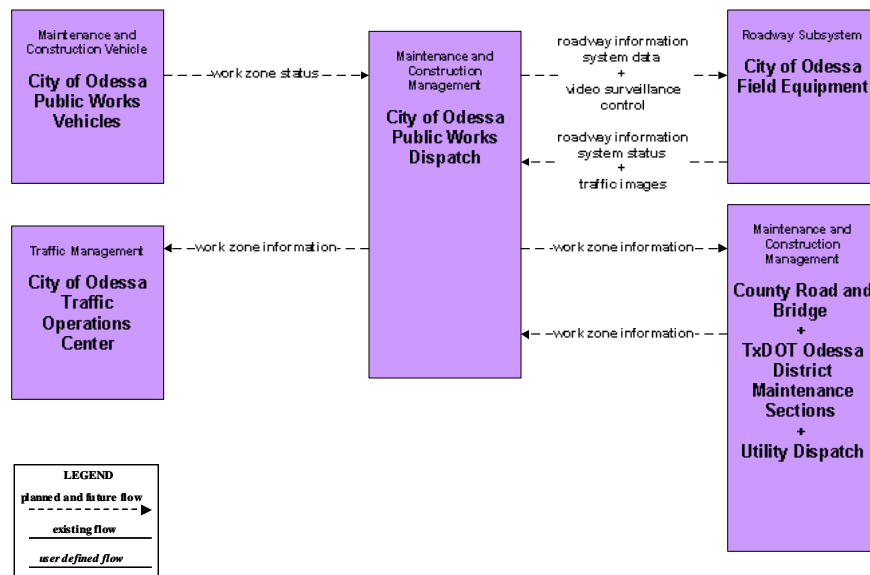 Maintenance and
Construction Vehicle
City of Odessa
Public Works
Vehicles
work zone status
Maintenance and
Construction
Management
City of Odessa
Public Works
Dispatch
roadway information
system data
+
video surveillance
control
Roadway Subsystem
City of Odessa
Field Equipment
roadway information
system status
+
traffic images
Traffic Management
City of Odessa
Traffic
Operations
Center
work zone information
work zone information
work zone information
Maintenance and
Construction
Management
County Road and
Bridge
+
TxDOT Odessa
District
Maintenance
Sections
+
Utility Dispatch
LEGEND
planned and future flow
existing flow
user defined flow